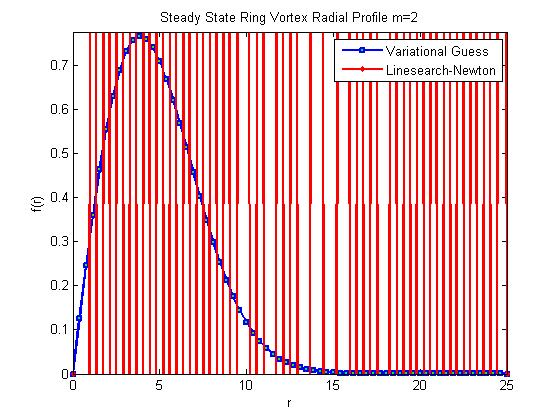 Steady State Ring Vortex Radial Profile m=2
Variational Guess
Linesearch-Newton
0.7
0.6
0.5
0.4
0.3
0.2
0.1
0
f(r)
0 5 10 15 20 25
r